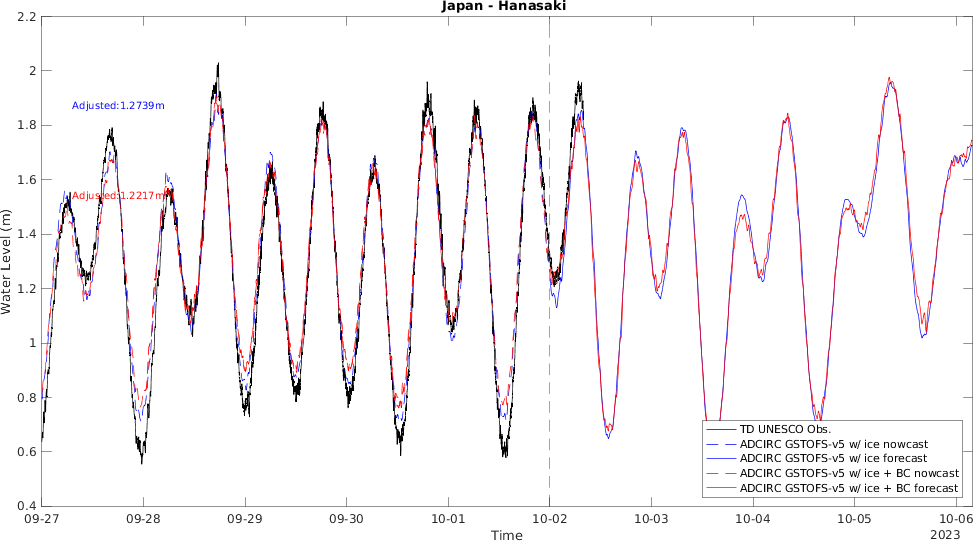 Japan - Hanasaki
2.2
2
1.8
1.6
1.4
1.2
1
0.8
0.6
0.4
Water Level (m)
Adjusted:1.2739m
Adjusted:1.2217m
TD UNESCO Obs.
ADCIRC GSTOFS-v5 w/ ice nowcast
ADCIRC GSTOFS-v5 w/ ice forecast
ADCIRC GSTOFS-v5 w/ ice + BC nowcast
ADCIRC GSTOFS-v5 w/ ice + BC forecast
09-27 09-28 09-29 09-30 10-01 10-02 10-03 10-04 10-05 10-06
2023
Time